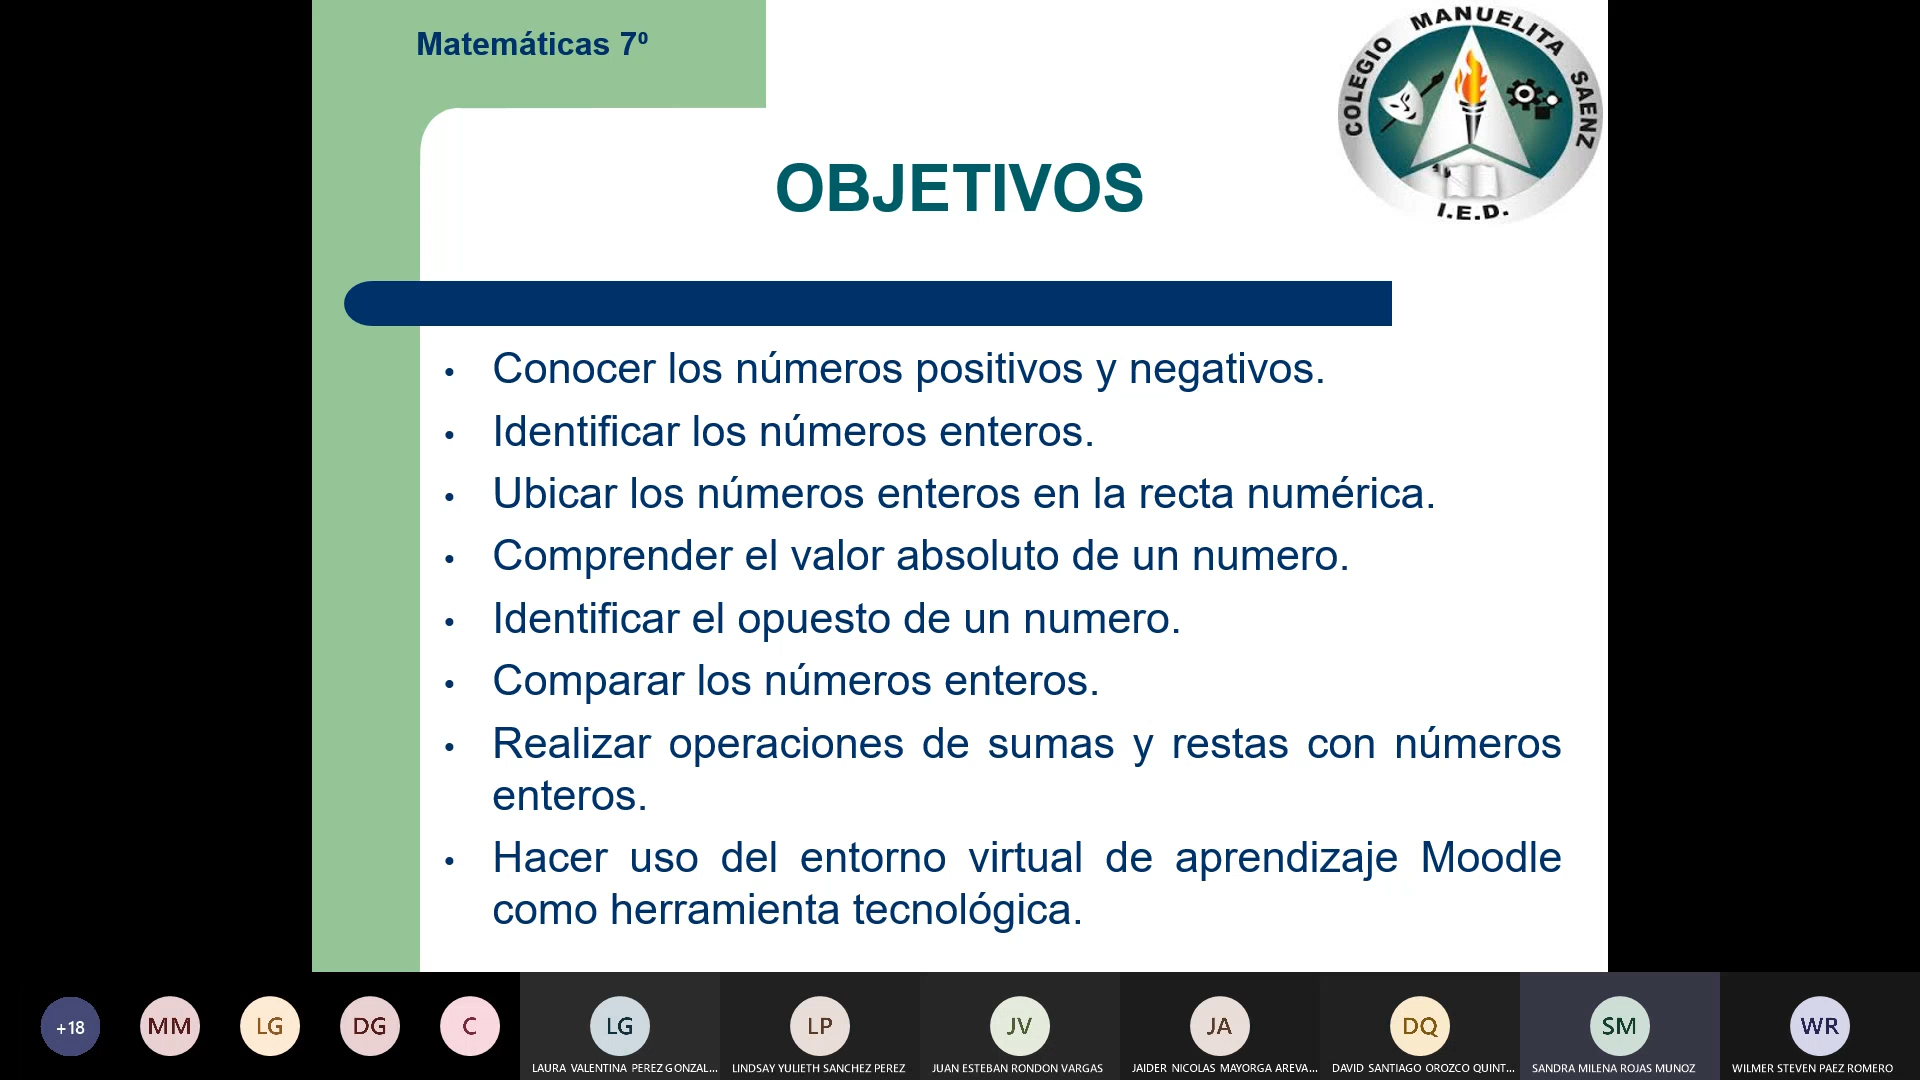 Matemáticas 7º
COLEGIO MANUELITA SAENZ
I.E.D.
OBJETIVOS
• Conocer los números positivos y negativos.
• Identificar los números enteros.
• Ubicar los números enteros en la recta numérica.
• Comprender el valor absoluto de un numero.
• Identificar el opuesto de un numero.
• Comparar los números enteros.
• Realizar operaciones de sumas y restas con números
enteros.
• Hacer uso del entorno virtual de aprendizaje Moodle
como herramienta tecnológica.
+18
MM
LG
DG
C
LG
LP
JV
JA
DQ
SM
WR
LAURA VALENTINA PEREZ GONZAL...
LINDSAY YULIETH SANCHEZ PEREZ
JUAN ESTEBAN RONDON VARGAS
JAIDER NICOLAS MAYORGA AREVA...
DAVID SANTIAGO OROZCO QUINT...
SANDRA MILENA ROJAS MUNOZ
WILMER STEVEN PAEZ ROMERO